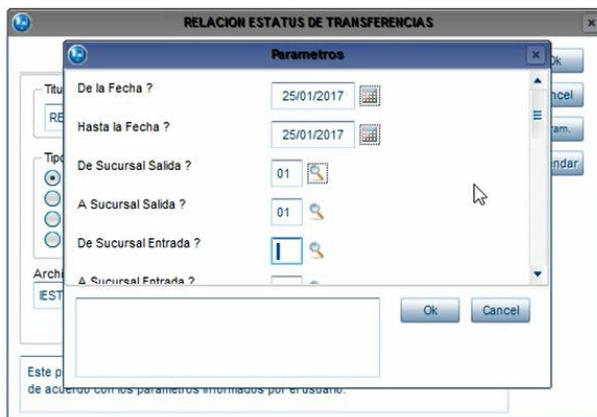 RELACION ESTATUS DE TRANSFERENCIAS
Parametros
De la Fecha ?
25/01/2017
Hasta la Fecha ?
25/01/2017
De Sucursal Salida ?
01
A Sucursal Salida ?
01
De Sucursal Entrada ?
A Sucursal Entrada ?
Ok
Cancel
Ok
ncel
ram.
endar
Titu
RE
Tipo
Archi
IEST
Este p
de acuerdo con los parametros informados por el usuario.